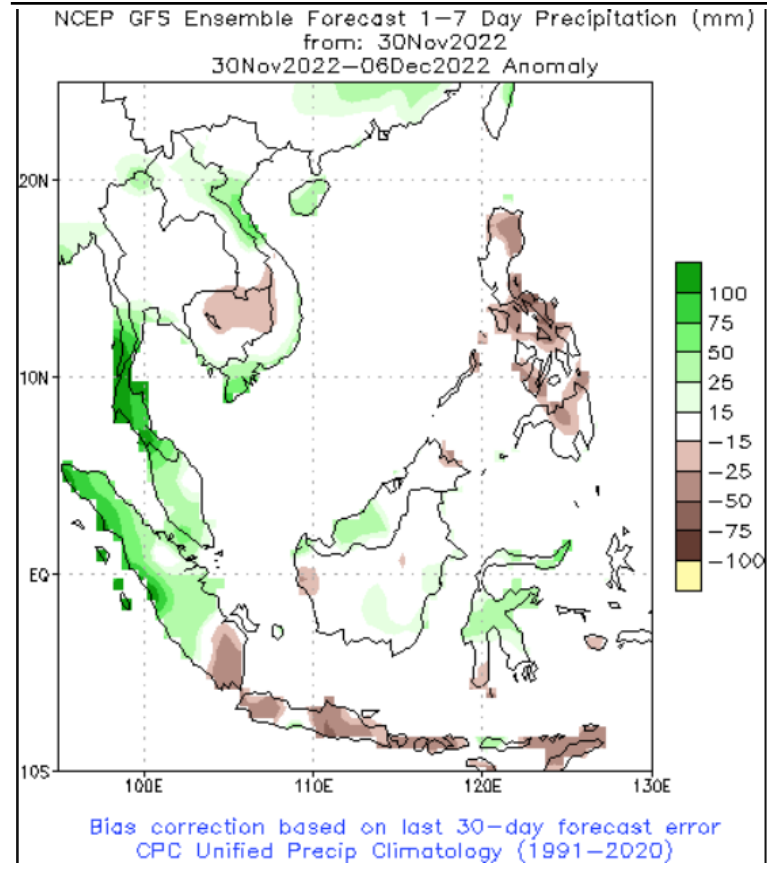 NCEP GFS Ensemble Forecast 1-7 Day Precipitation (mm)
from: 30Nov2022
30Nov2022-06Dec2022 Anomaly
20N
10N
EQ
10S
100E
110E
120E
130E
100
75
50
25
15
-15
-25
-50
-75
-100
Bias correction based on last 30-day forecast error
CPC Unified Precip Climatology (1991-2020)